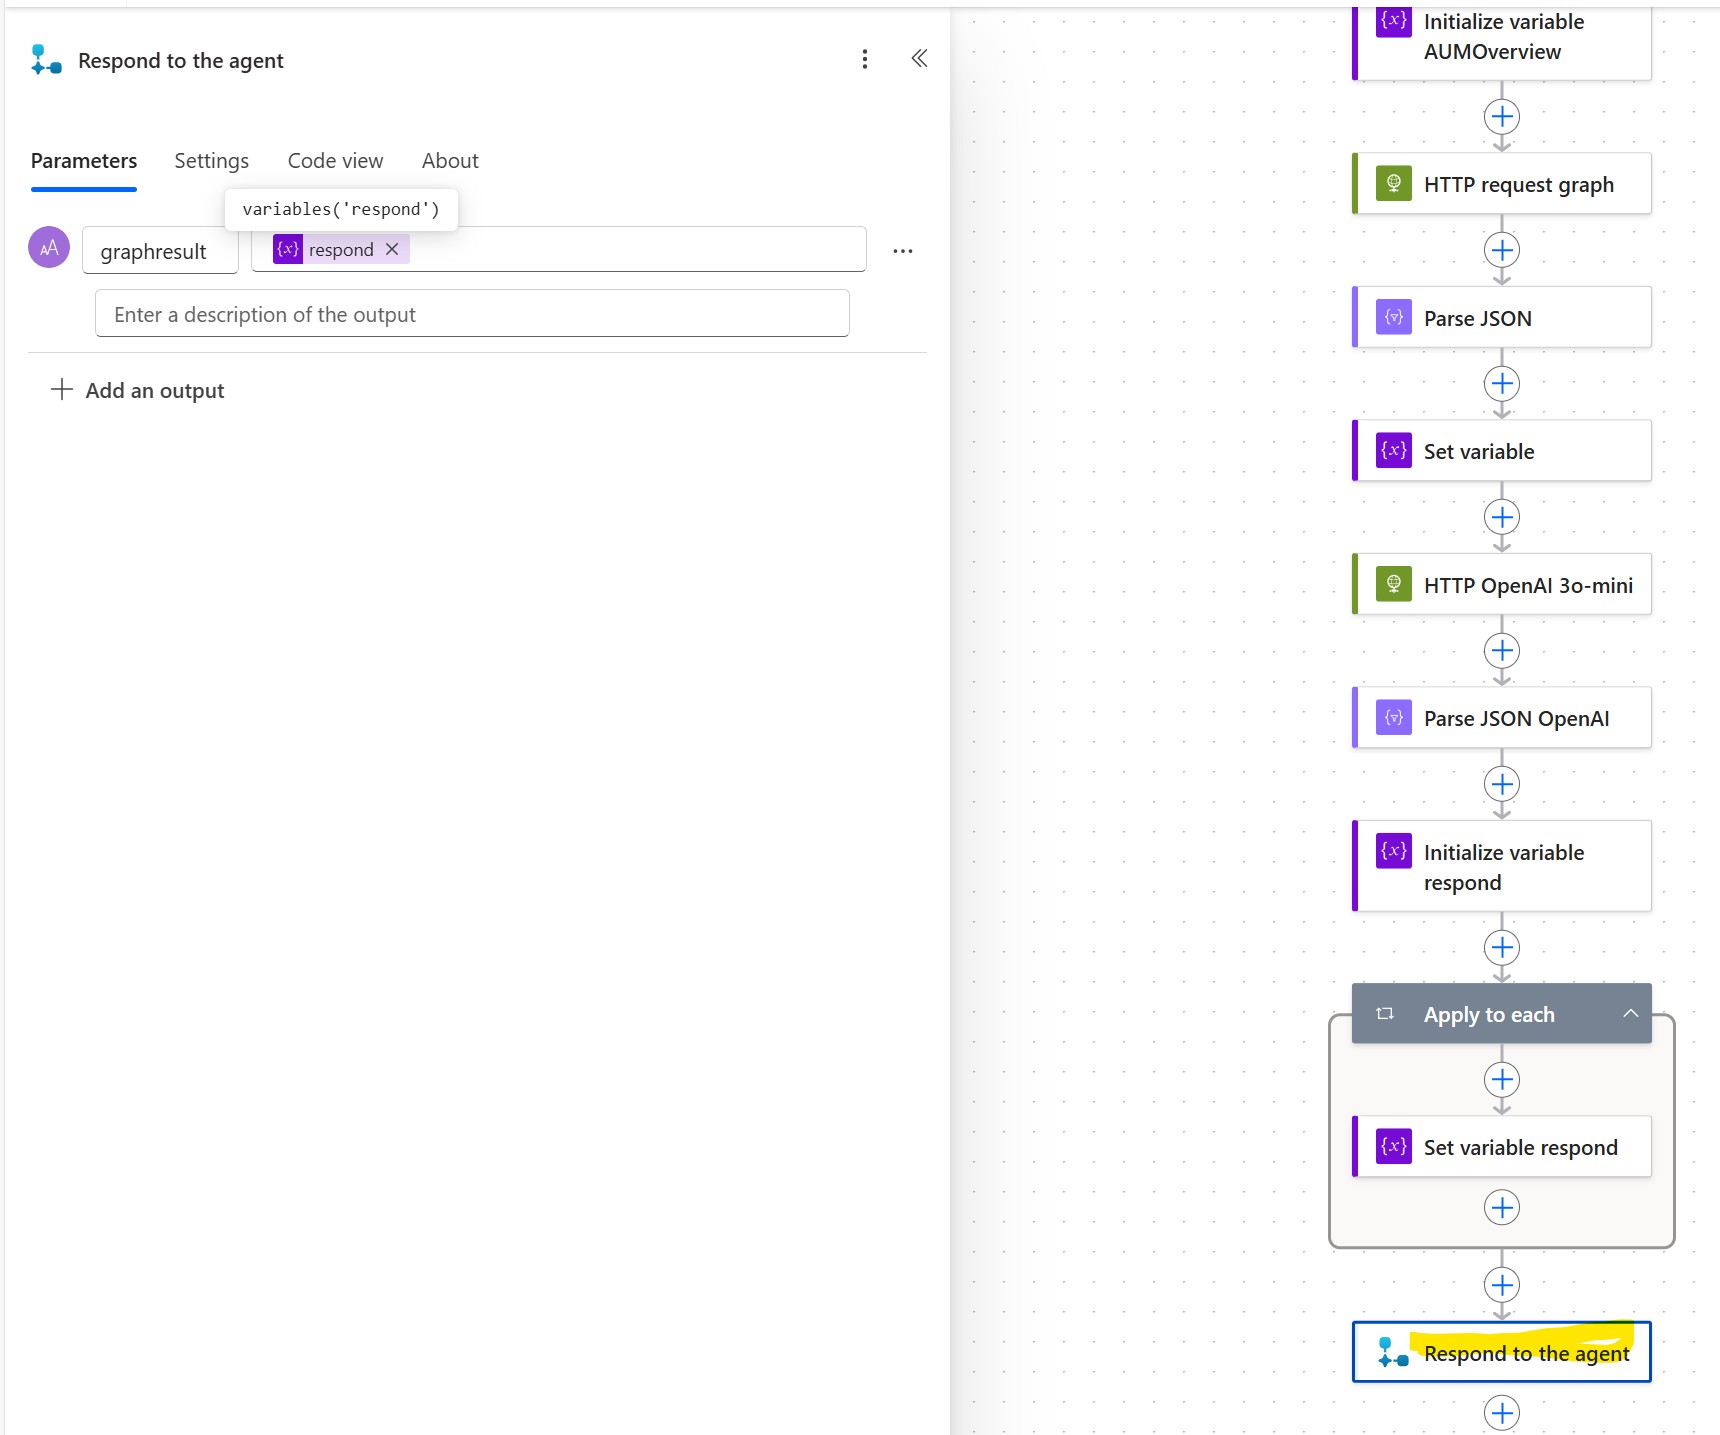 Respond to the agent
Parameters Settings Code view About
variables('respond')
AA graphresult {x} respond
Enter a description of the output
Add an output
{x} Initialize variable
AUMOverview
HTTP request graph
Parse JSON
{x} Set variable
HTTP OpenAI 3o-mini
Parse JSON OpenAI
{x} Initialize variable
respond
Apply to each
{x} Set variable respond
Respond to the agent